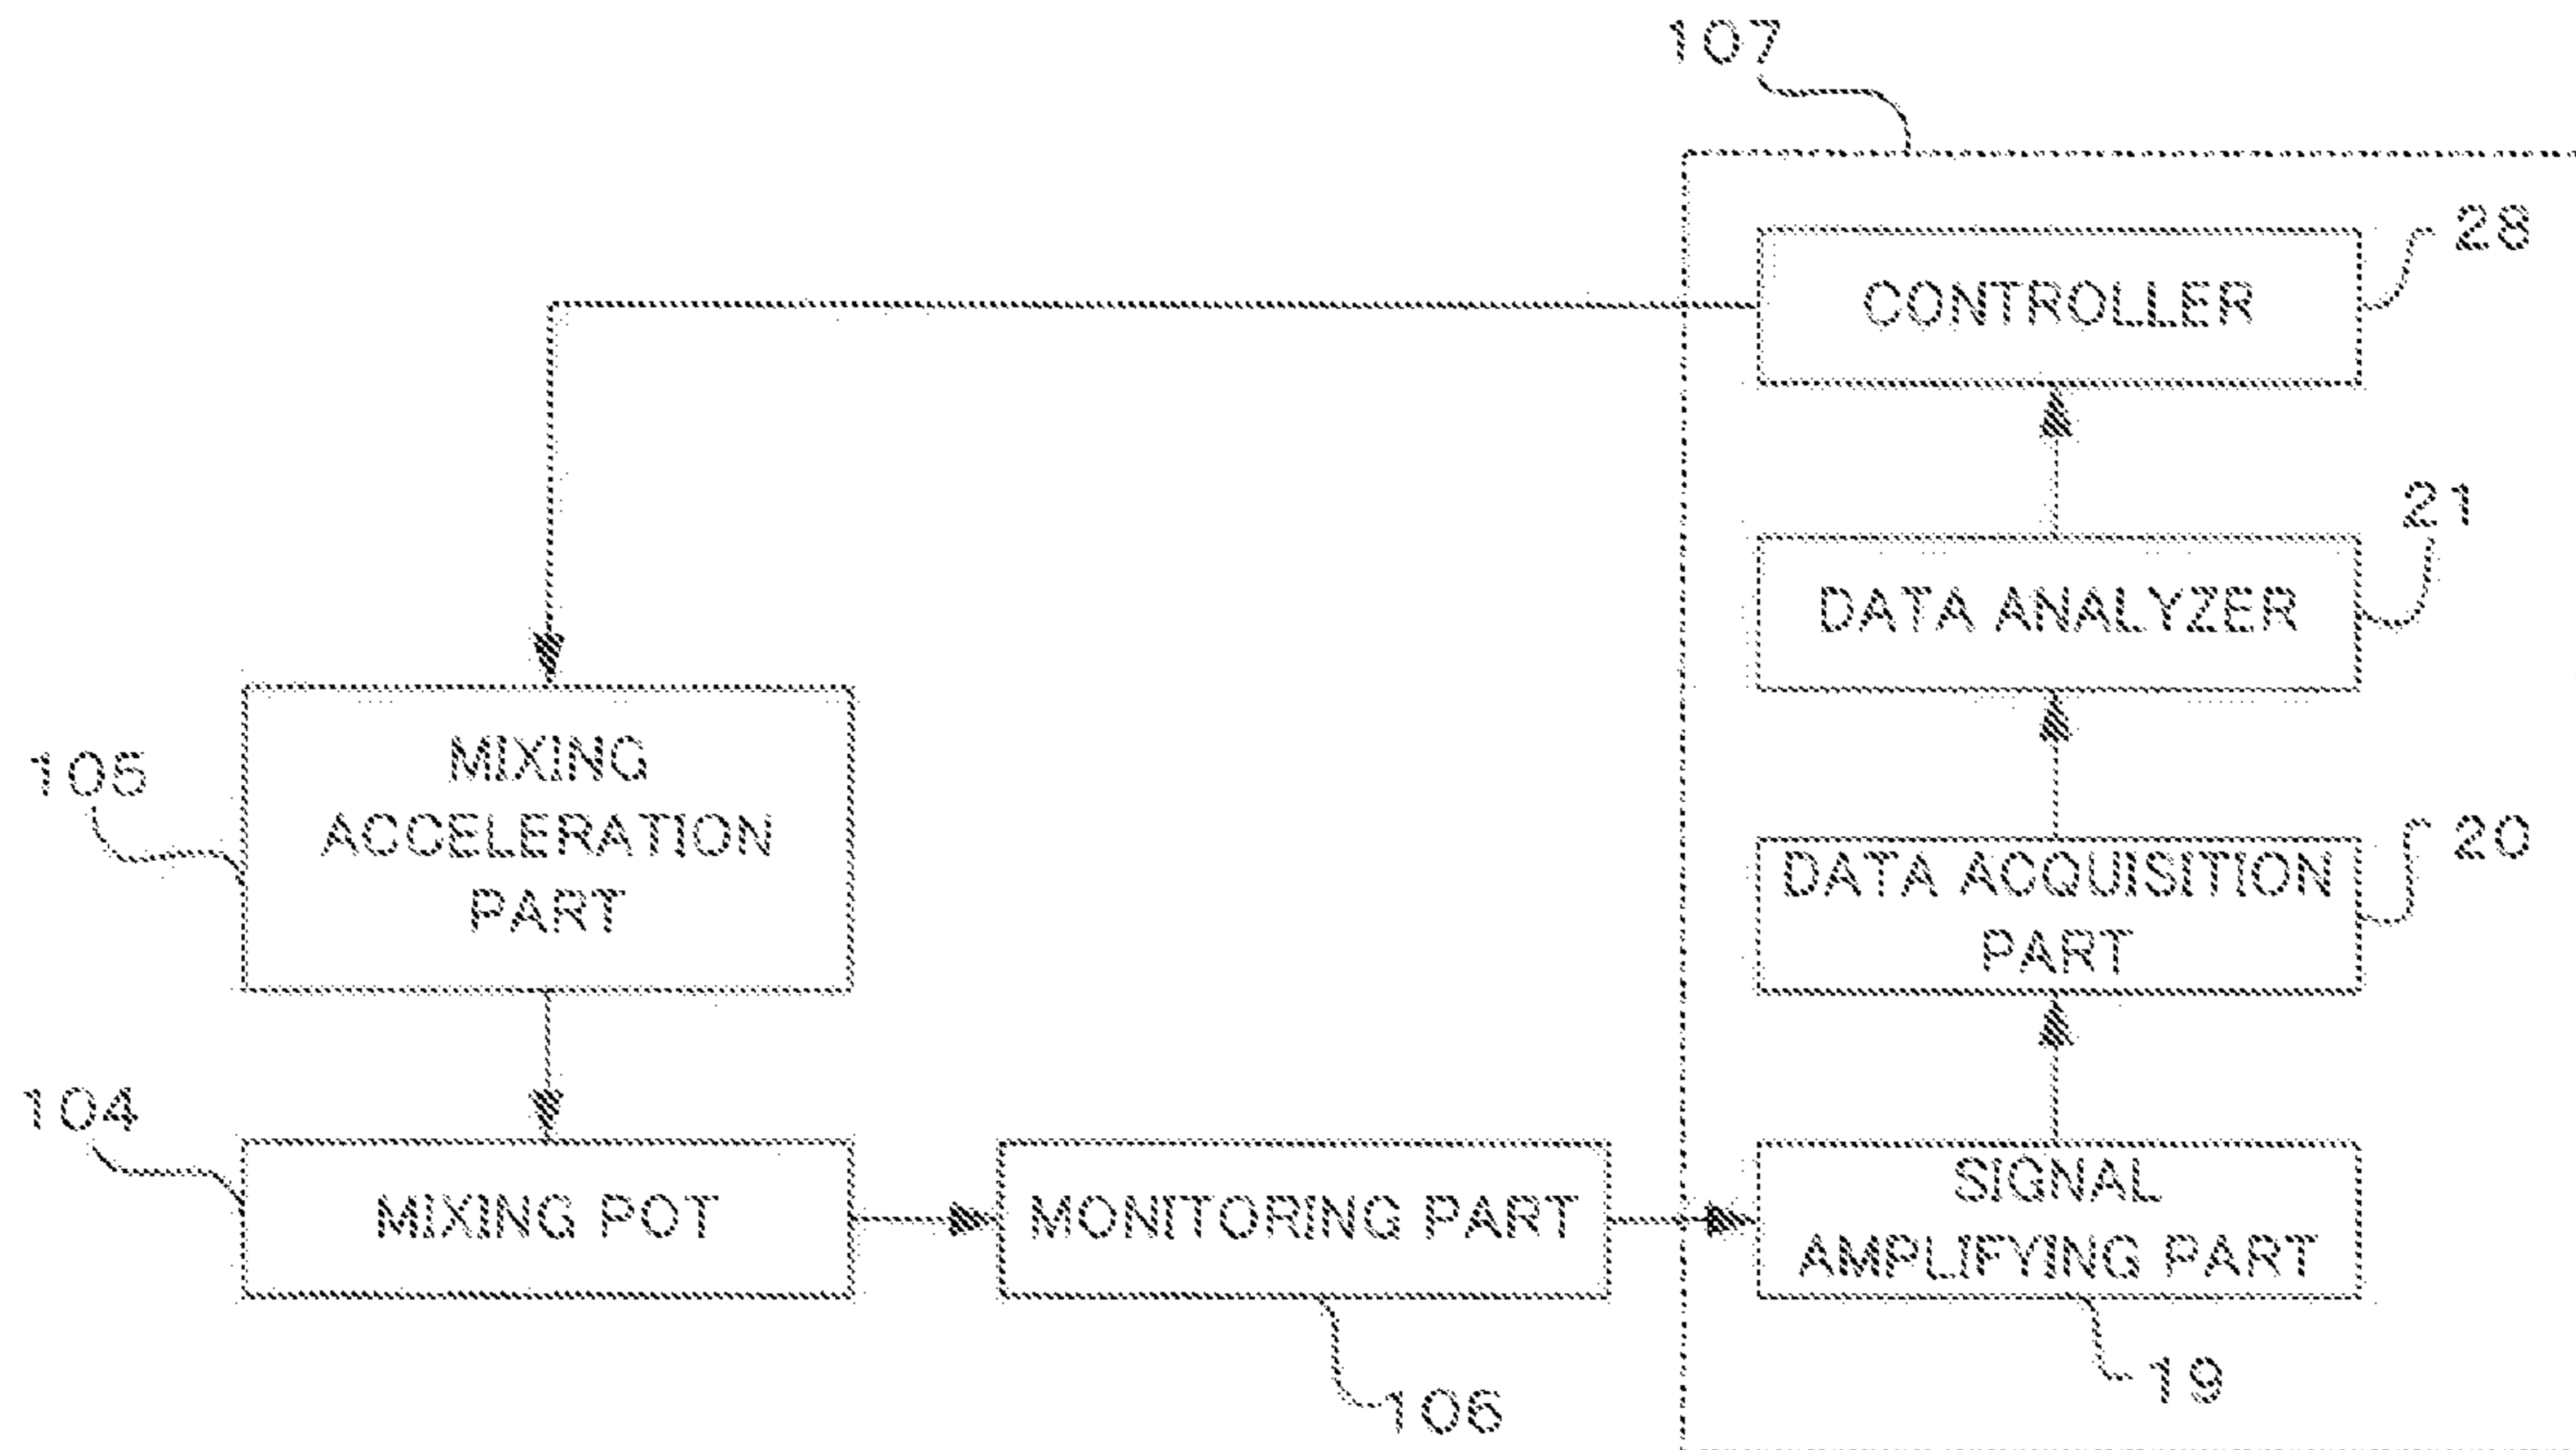 107
28
CONTROLLER
21
DATA ANALYZER
105
MIXING
ACCELERATION
PART
20
DATA ACQUISITION
PART
104
MIXING POT
MONITORING PART
SIGNAL
AMPLIFYING PART
106
19